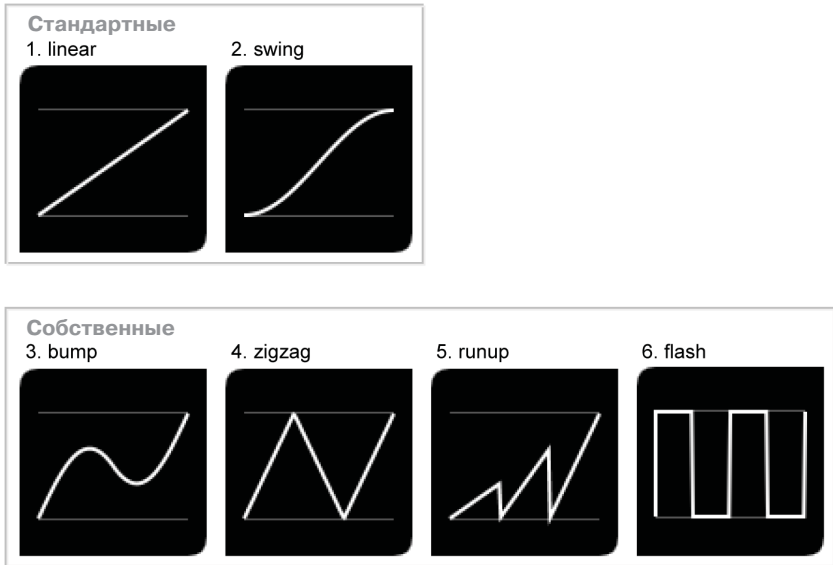 Стандартные
1. linear
2. swing
Собственные
3. bump
4. zigzag
5. runup
6. flash